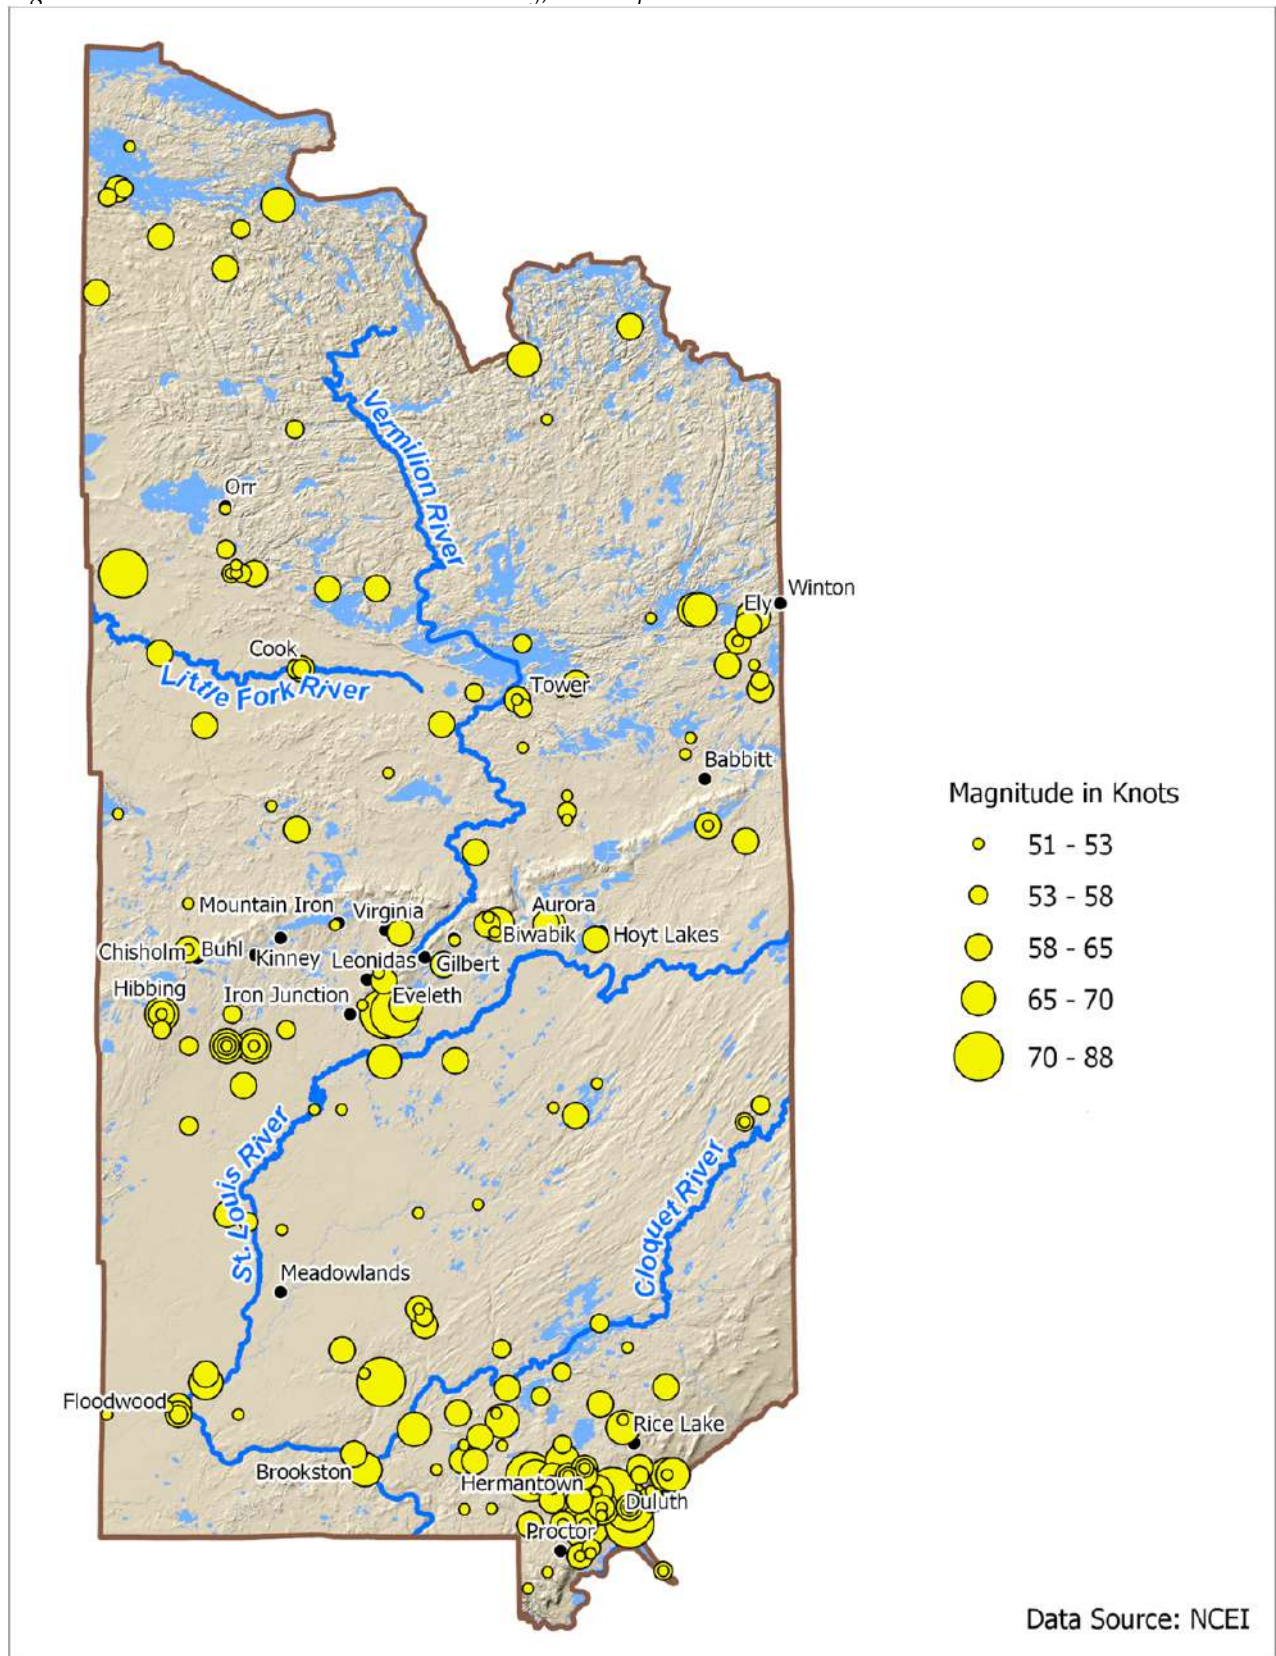 Orr
Vermilion River
Winton
Ely
Cook
Little Fork River
Tower
Babbitt
Magnitude in Knots
51 - 53
53 - 58
58 - 65
65 - 70
70 - 88
Mountain Iron
Virginia
Aurora
Biwabik
Hoyt Lakes
Chisholm
Buhl
Kinney
Leonidas
Gilbert
Hibbing
Iron Junction
Eveleth
St. Louis River
Cloquet River
Meadowlands
Floodwood
Rice Lake
Brookston
Hermantown
Duluth
Proctor
Data Source: NCEI